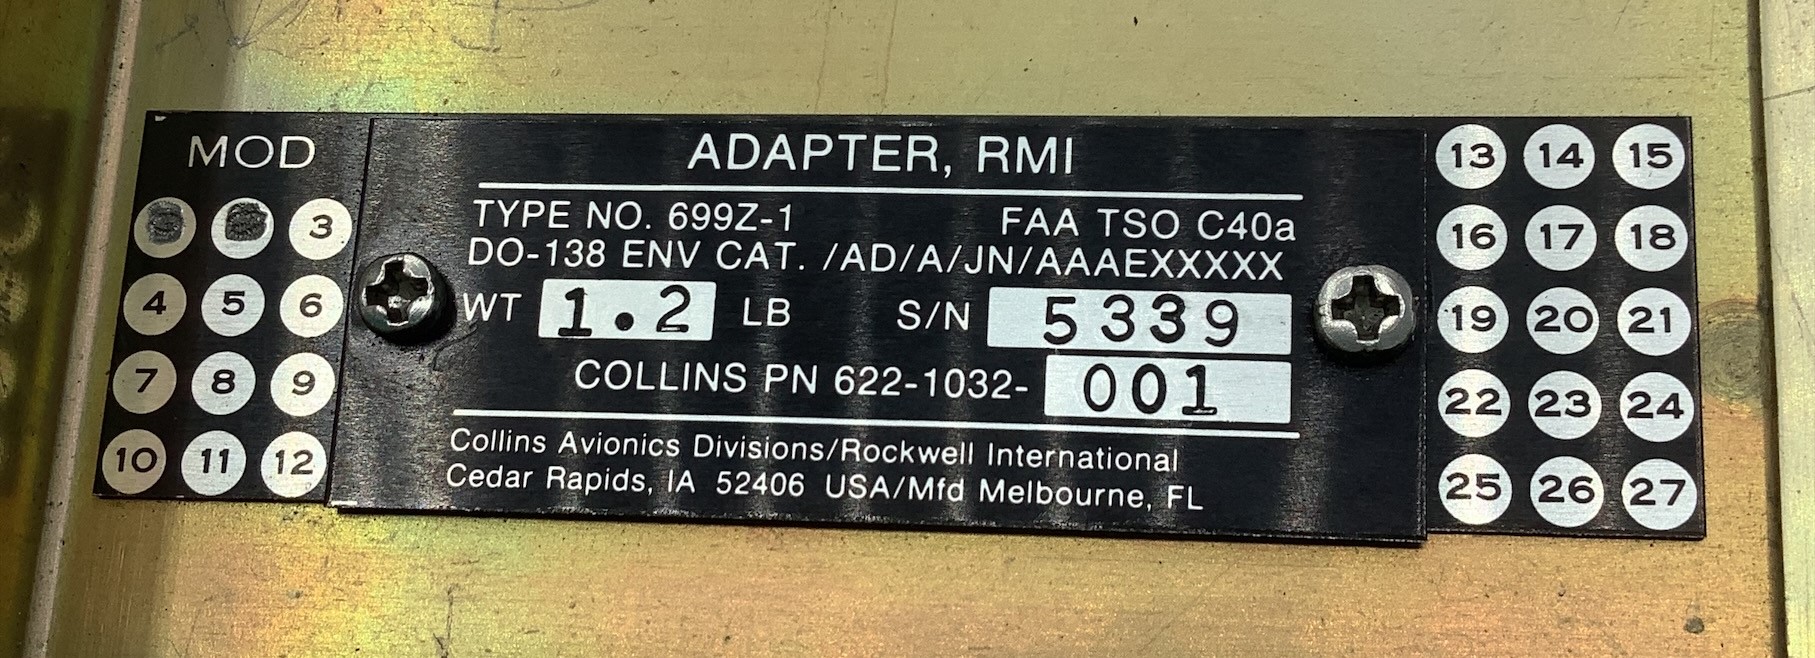 MOD
3
4 5 6
7 8 9
10 11 12
ADAPTER, RMI
TYPE NO. 699Z-1 FAA TSO C40a
DO-138 ENV CAT. /AD/A/JN/AAAEXXXXX
WT 1.2 LB S/N 5339
COLLINS PN 622-1032- 001
Collins Avionics Divisions/Rockwell International
Cedar Rapids, IA 52406 USA/Mfd Melbourne, FL
13 14 15
16 17 18
19 20 21
22 23 24
25 26 27